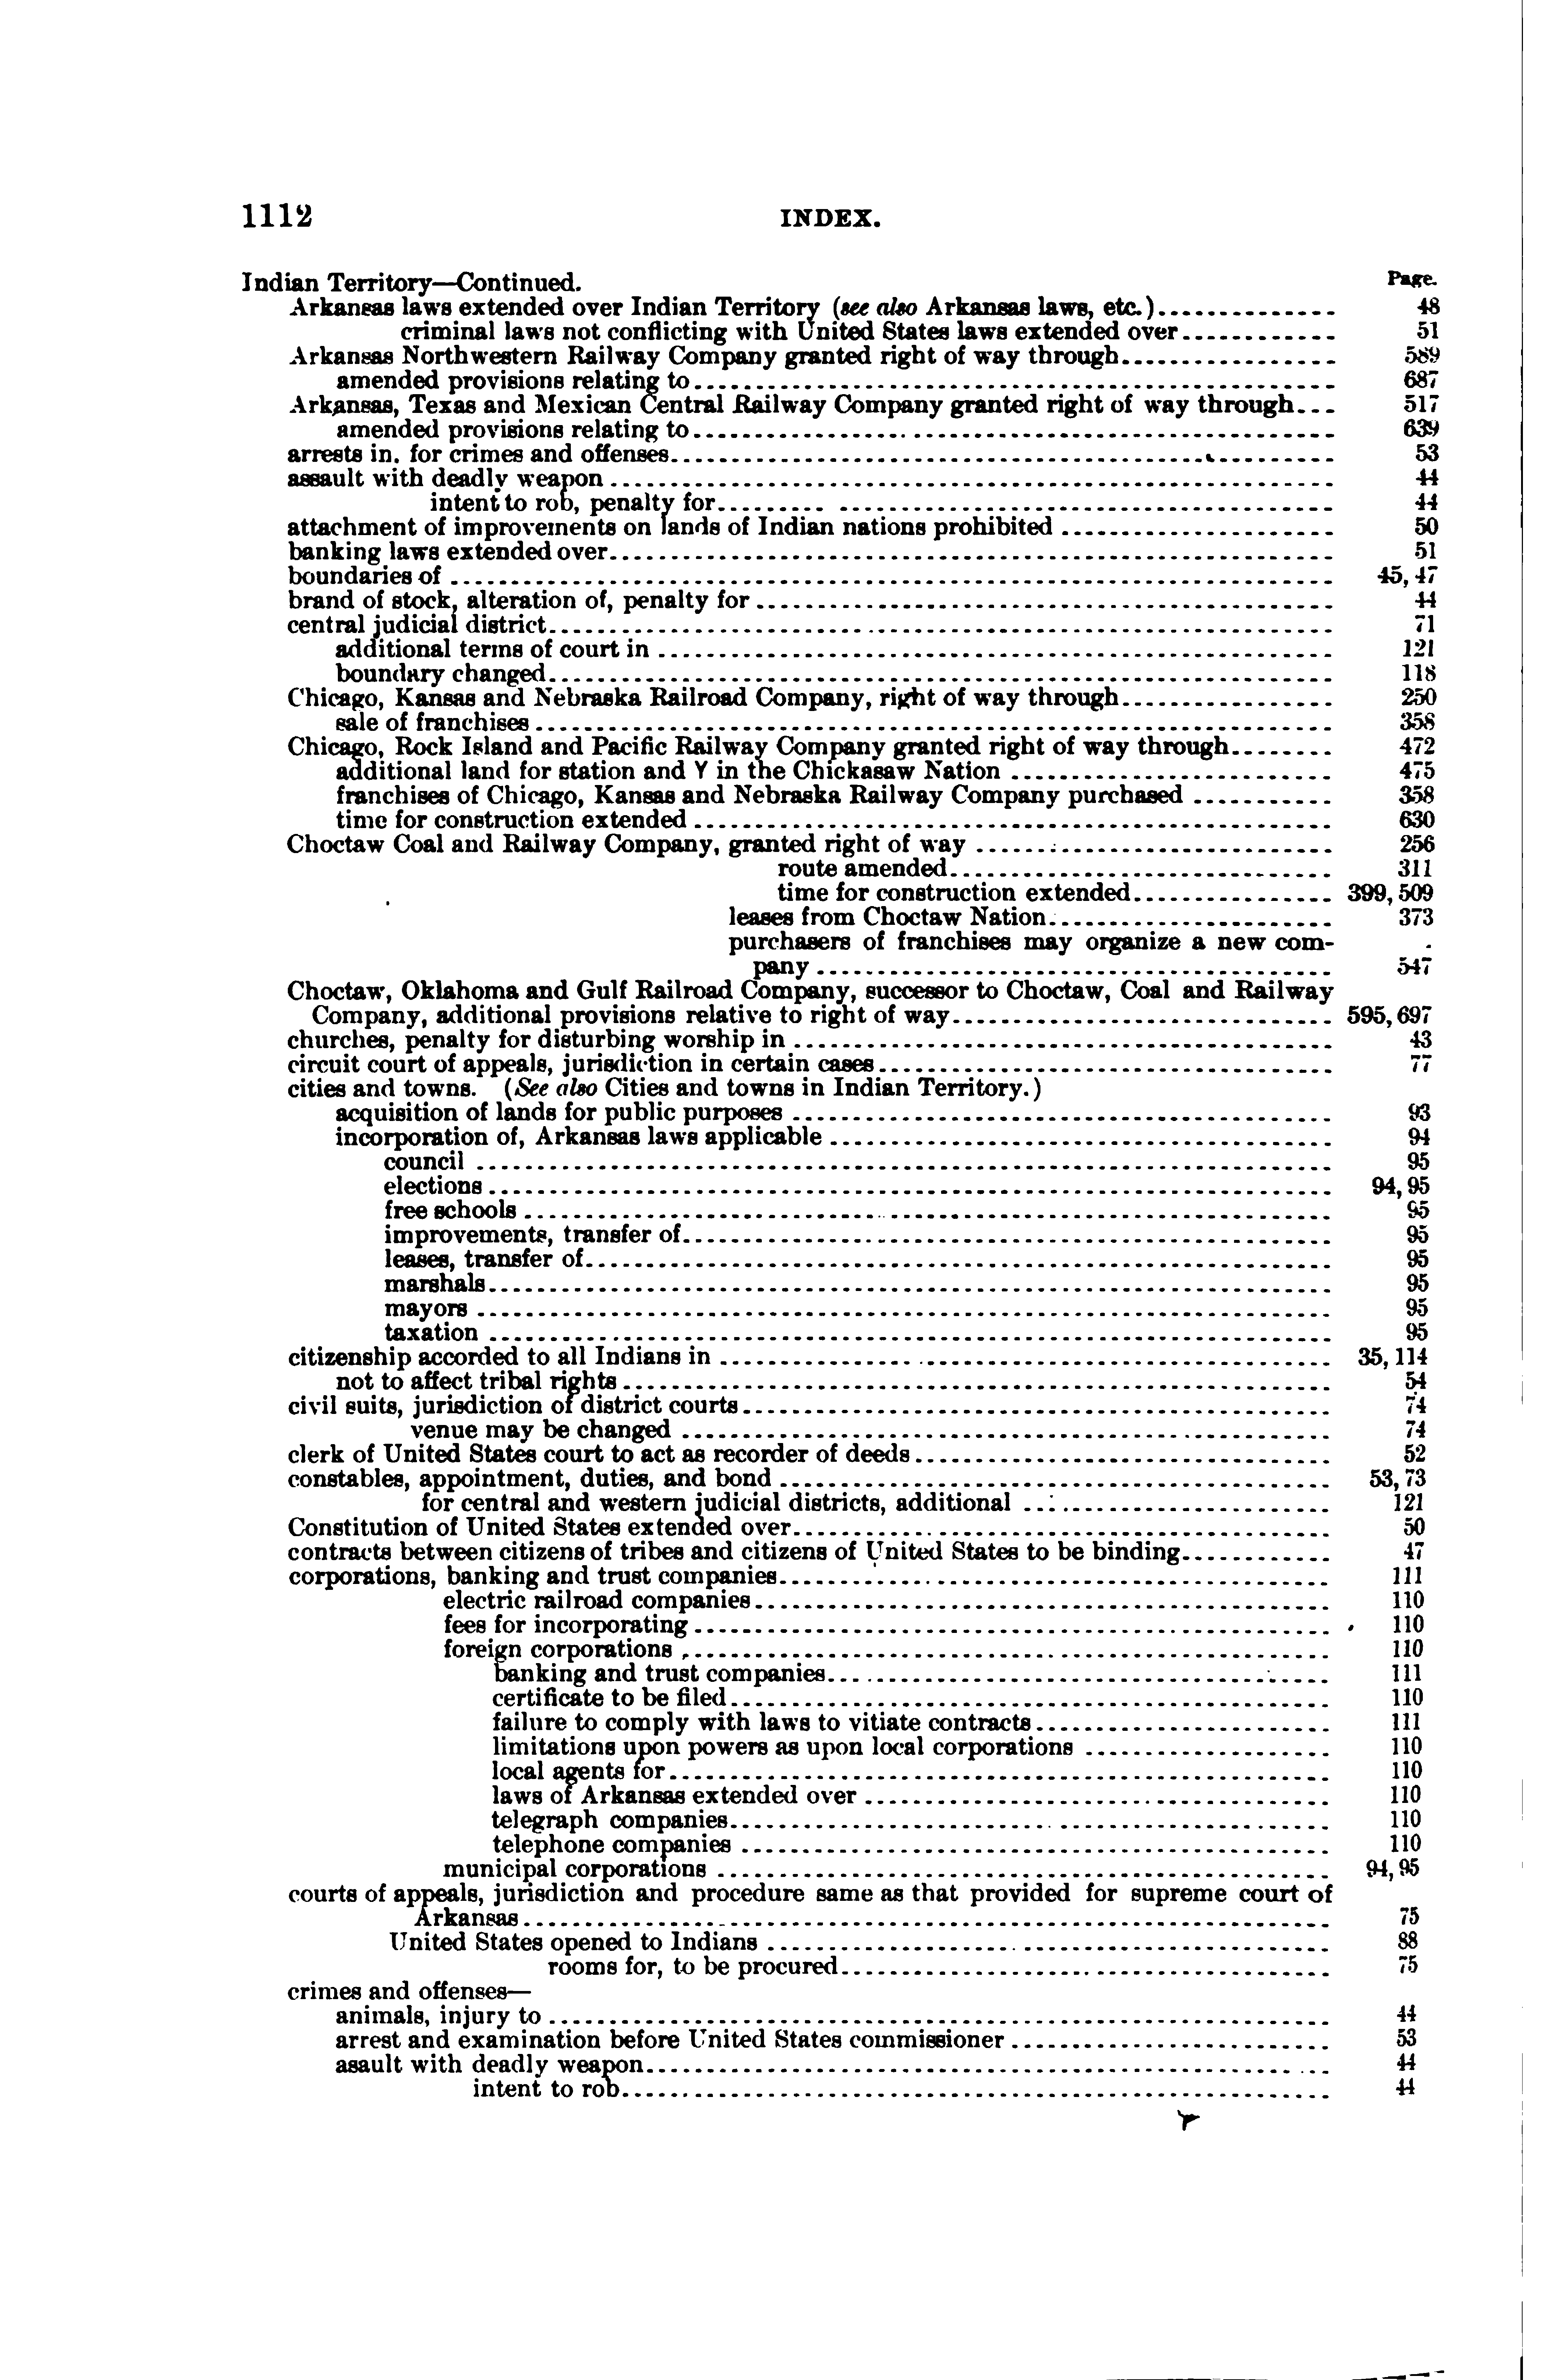 1112 INDEX.
Indian Territory—Continued. Page.
Arkansas laws extended over Indian Territory (see also Arkansas laws, etc.) 48
criminal laws not conflicting with United States laws extended over 51
Arkansas Northwestern Railway Company granted right of way through 589
amended provisions relating to 687
Arkansas, Texas and Mexican Central Railway Company granted right of way through 517
amended provisions relating to 639
arrests in. for crimes and offenses 53
assault with deadly weapon 44
intent to rob, penalty for 44
attachment of improvements on lands of Indian nations prohibited 50
banking laws extended over 51
boundaries of 45, 47
brand of stock, alteration of, penalty for 44
central judicial district 71
additional terms of court in 121
boundary changed 118
Chicago, Kansas and Nebraska Railroad Company, right of way through 250
sale of franchises 358
Chicago, Rock Island and Pacific Railway Company granted right of way through 472
additional land for station and Y in the Chickasaw Nation 475
franchises of Chicago, Kansas and Nebraska Railway Company purchased 358
time for construction extended 630
Choctaw Coal and Railway Company, granted right of way 256
route amended 311
time for construction extended 399, 509
leases from Choctaw Nation 373
purchasers of franchises may organize a new com-
pany 547
Choctaw, Oklahoma and Gulf Railroad Company, successor to Choctaw, Coal and Railway
Company, additional provisions relative to right of way 595, 697
churches, penalty for disturbing worship in 43
circuit court of appeals, jurisdiction in certain cases 77
cities and towns. (See also Cities and towns in Indian Territory.)
acquisition of lands for public purposes 93
incorporation of, Arkansas laws applicable 94
council 95
elections 94, 95
free schools 95
improvements, transfer of 95
leases, transfer of 95
marshals 95
mayors 95
taxation 95
citizenship accorded to all Indians in 35, 114
not to affect tribal rights 54
civil suits, jurisdiction of district courts 74
venue may be changed 74
clerk of United States court to act as recorder of deeds 52
constables, appointment, duties, and bond 53, 73
for central and western judicial districts, additional 121
Constitution of United States extended over 50
contracts between citizens of tribes and citizens of United States to be binding 47
corporations, banking and trust companies 111
electric railroad companies 110
fees for incorporating 110
foreign corporations 110
banking and trust companies 111
certificate to be filed 110
failure to comply with laws to vitiate contracts 111
limitations upon powers as upon local corporations 110
local agents for 110
laws of Arkansas extended over 110
telegraph companies 110
telephone companies 110
municipal corporations 94, 95
courts of appeals, jurisdiction and procedure same as that provided for supreme court of
Arkansas 75
United States opened to Indians 88
rooms for, to be procured 75
crimes and offenses—
animals, injury to 44
arrest and examination before United States commissioner 53
asault with deadly weapon 44
intent to rob 44